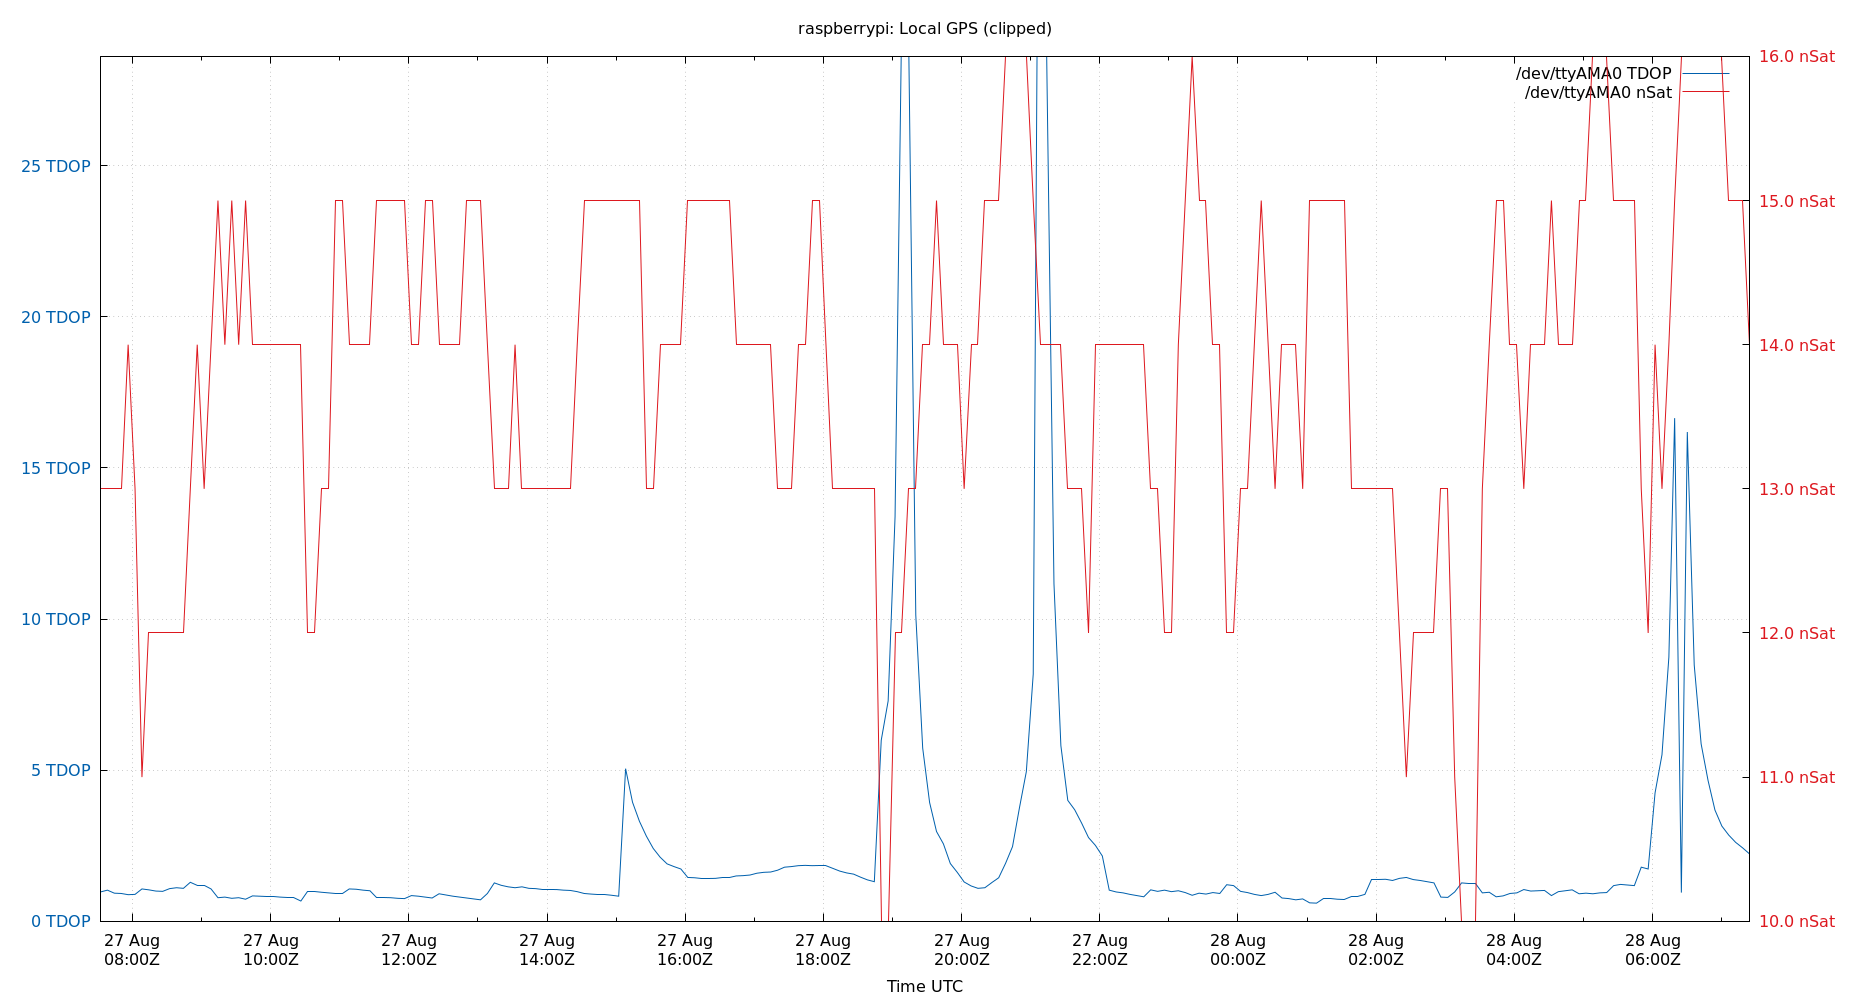 raspberrypi: Local GPS (clipped)
16.0 nSat
/dev/ttyAMA0 TDOP
/dev/ttyAMA0 nSat
25 TDOP
15.0 nSat
20 TDOP
14.0 nSat
15 TDOP
13.0 nSat
10 TDOP
12.0 nSat
5 TDOP
11.0 nSat
0 TDOP
10.0 nSat
27 Aug
08:00Z
27 Aug
10:00Z
27 Aug
12:00Z
27 Aug
14:00Z
27 Aug
16:00Z
27 Aug
18:00Z
27 Aug
20:00Z
27 Aug
22:00Z
28 Aug
00:00Z
28 Aug
02:00Z
28 Aug
04:00Z
28 Aug
06:00Z
Time UTC